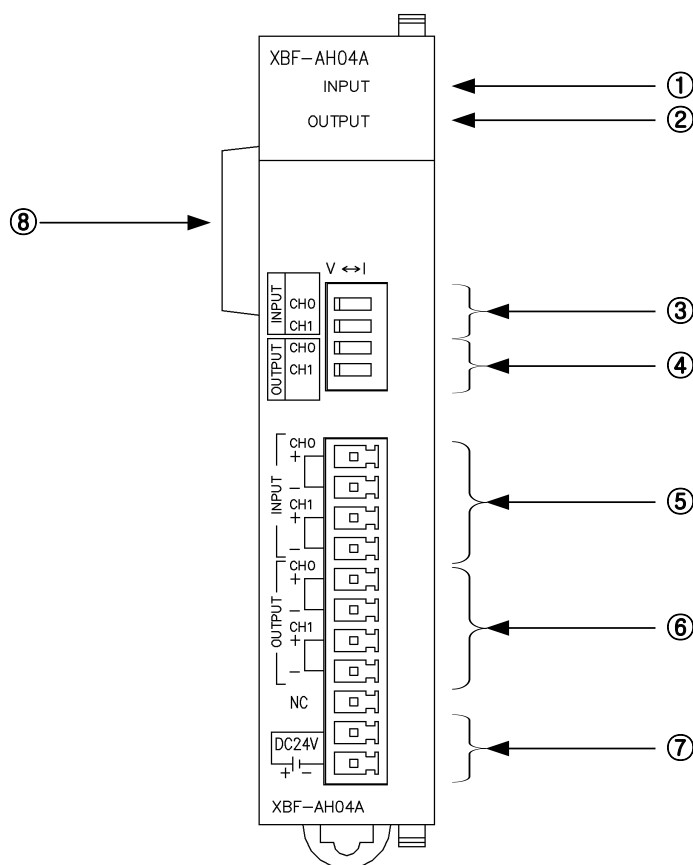 XBF-AH04A
INPUT
①
OUTPUT
②
⑧
V ↔ I
INPUT
CH0
CH1
③
OUTPUT
CH0
CH1
④
INPUT
CH0
+
−
CH1
+
−
⑤
OUTPUT
CH0
+
−
CH1
+
−
⑥
NC
DC24V
+ −
⑦
XBF-AH04A